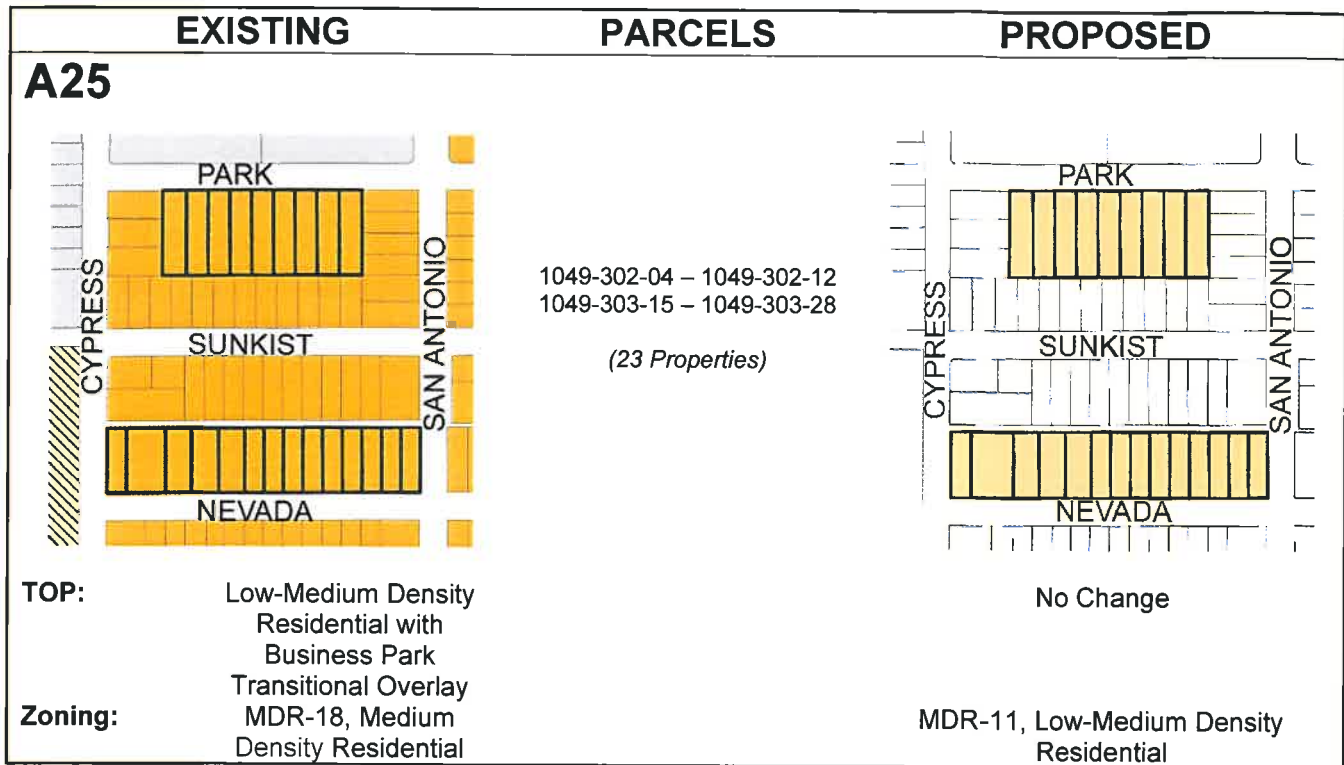 EXISTING PARCELS PROPOSED
A25
PARK
CYPRESS
SAN ANTONIO
SUNKIST
NEVADA
1049-302-04 – 1049-302-12
1049-303-15 – 1049-303-28
(23 Properties)
PARK
CYPRESS
SAN ANTONIO
SUNKIST
NEVADA
TOP:
Low-Medium Density
Residential with
Business Park
Transitional Overlay
No Change
Zoning:
MDR-18, Medium
Density Residential
MDR-11, Low-Medium Density
Residential